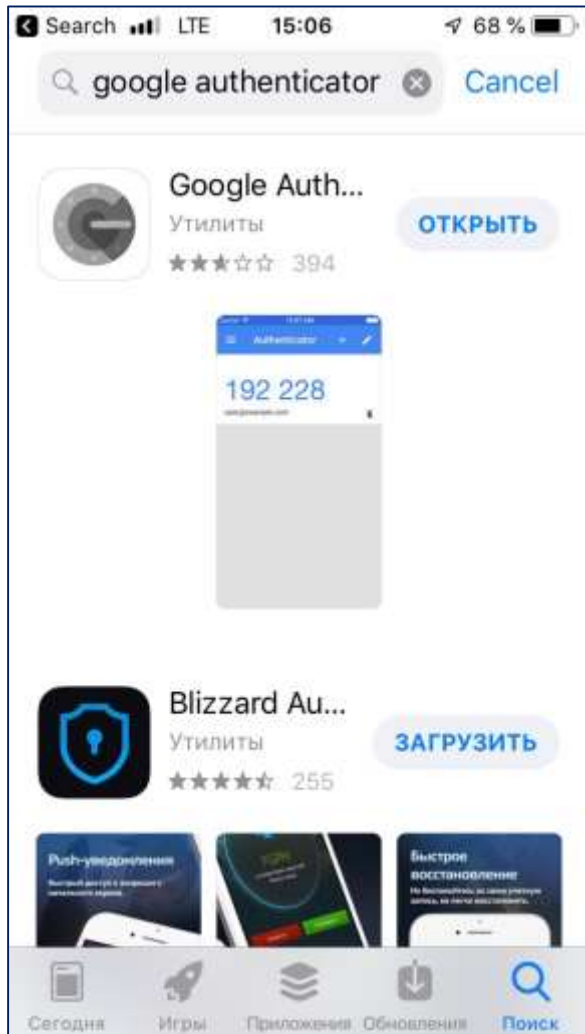 Search LTE 15:06 68 %
google authenticator Cancel
Google Auth...
Утилиты
ОТКРЫТЬ
394
Authenticator
192 228
Blizzard Au...
Утилиты
ЗАГРУЗИТЬ
255
Push-уведомления
Быстрое
восстановление
Сегодня Игры Приложения Обновления Поиск